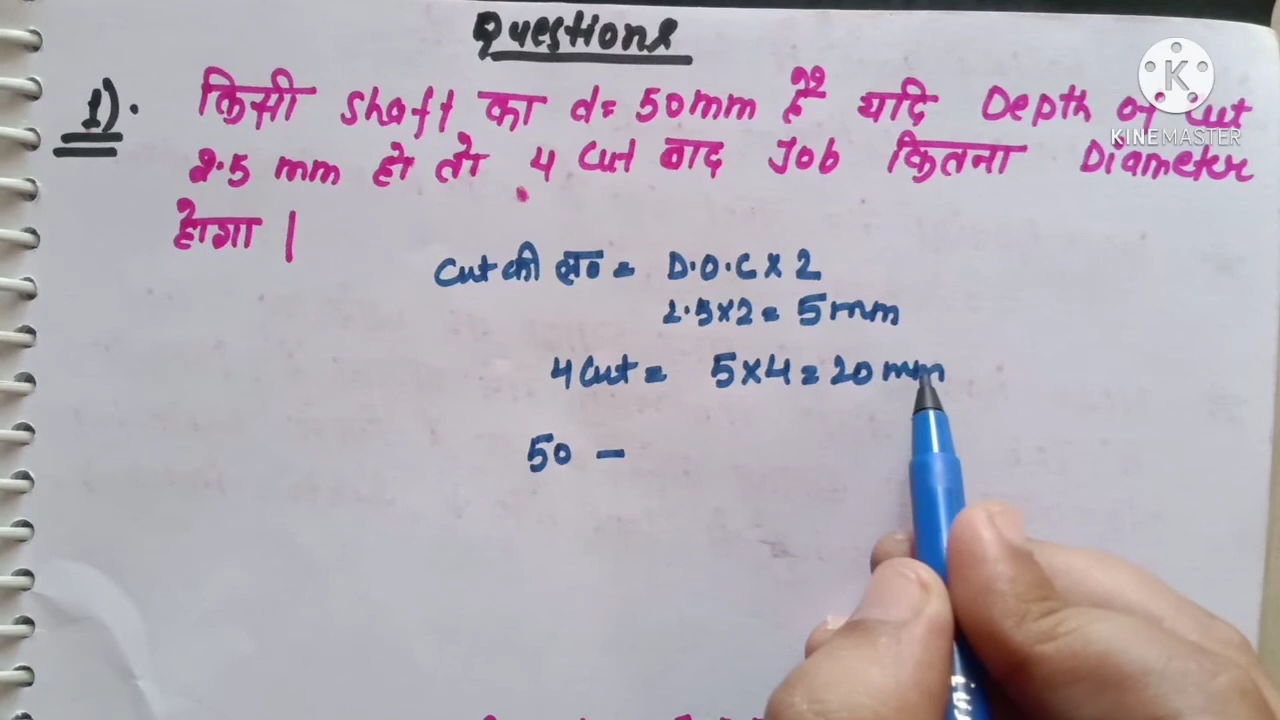 Questions
1). किसी shaft का d= 50mm है यदि Depth of Cut
2.5 mm हो तो 4 Cut बाद Job कितना Diameter
होगा |
Cut की सं० = D.O.C × 2
2.5×2 = 5mm
4 Cut = 5×4 = 20 mm
50 –
K
KINEMASTER